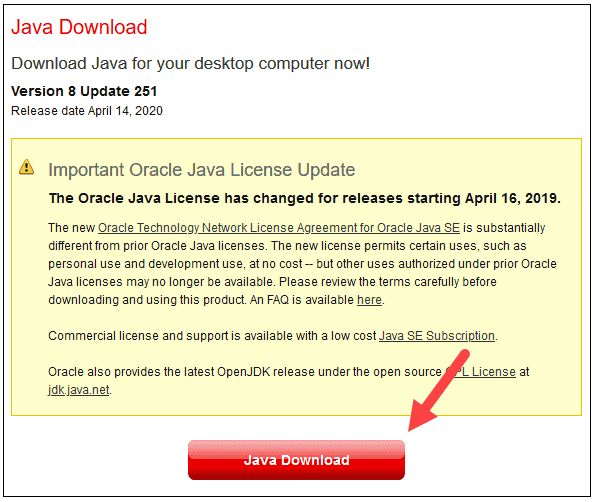 Java Download
Download Java for your desktop computer now!
Version 8 Update 251
Release date April 14, 2020
Important Oracle Java License Update
The Oracle Java License has changed for releases starting April 16, 2019.
The new Oracle Technology Network License Agreement for Oracle Java SE is substantially
different from prior Oracle Java licenses. The new license permits certain uses, such as
personal use and development use, at no cost -- but other uses authorized under prior Oracle
Java licenses may no longer be available. Please review the terms carefully before
downloading and using this product. An FAQ is available here.
Commercial license and support is available with a low cost Java SE Subscription.
Oracle also provides the latest OpenJDK release under the open source GPL License at
jdk.java.net.
Java Download